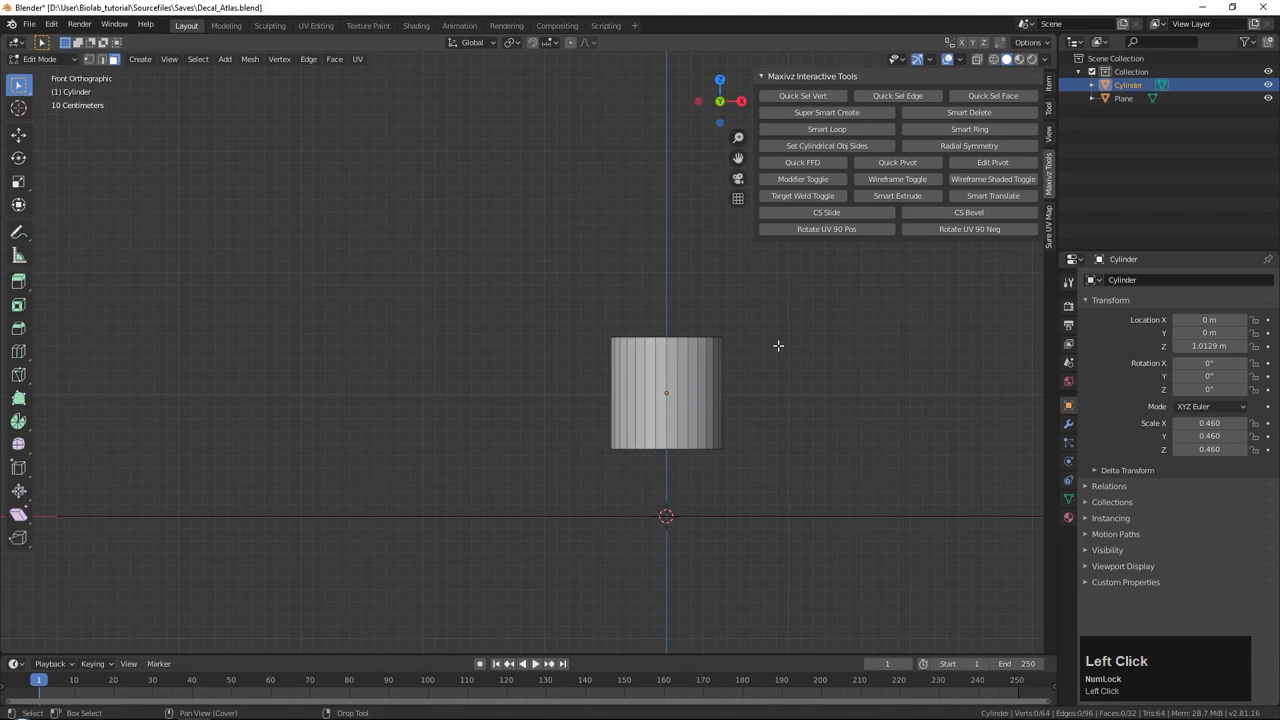 Blender* [D:\Biolab_tutorial\Sourcefiles\Saves\Decal_Atlas.blend]
File Edit Render Window Help Layout Modeling Sculpting UV Editing Texture Paint Shading Animation Rendering Compositing Scripting Scene View Layer
Global Options
Edit Mode Create View Select Add Mesh Vertex Edge Face UV
Front Orthographic
(1) Cylinder
10 Centimeters
Z
X
Y
Maxivz Interactive Tools
Quick Sel Vert Quick Sel Edge Quick Sel Face
Super Smart Create Smart Delete
Smart Loop Smart Ring
Set Cylindrical Obj Sides Radial Symmetry
Quick FFD Quick Pivot Edit Pivot
Modifier Toggle Wireframe Toggle Wireframe Shaded Toggle
Target Weld Toggle Smart Extrude Smart Translate
CS Slide CS Bevel
Rotate UV 90 Pos Rotate UV 90 Neg
Item
Tool
View
Maxivz Tools
Sure UV Map
Scene Collection
Collection
Cylinder
Plane
Cylinder
Cylinder
Transform
Location X 0 m
Y 0 m
Z 1.0129 m
Rotation X 0°
Y 0°
Z 0°
Mode XYZ Euler
Scale X 0.460
Y 0.460
Z 0.460
Delta Transform
Relations
Collections
Instancing
Motion Paths
Visibility
Viewport Display
Custom Properties
Left Click
NumLock
Left Click
Playback Keying View Marker 1 Start 1 End 250
1 10 20 30 40 50 60 70 80 90 100 110 120 130 140 150 160 170 180 190 200 210 220 230 240 250
Select Box Select Pan View (Cover) Drop Tool Cylinder | Verts:0/64 | Edges:0/96 | Faces:0/32 | Tris:64 | Mem: 28.7 MiB | v2.81.16